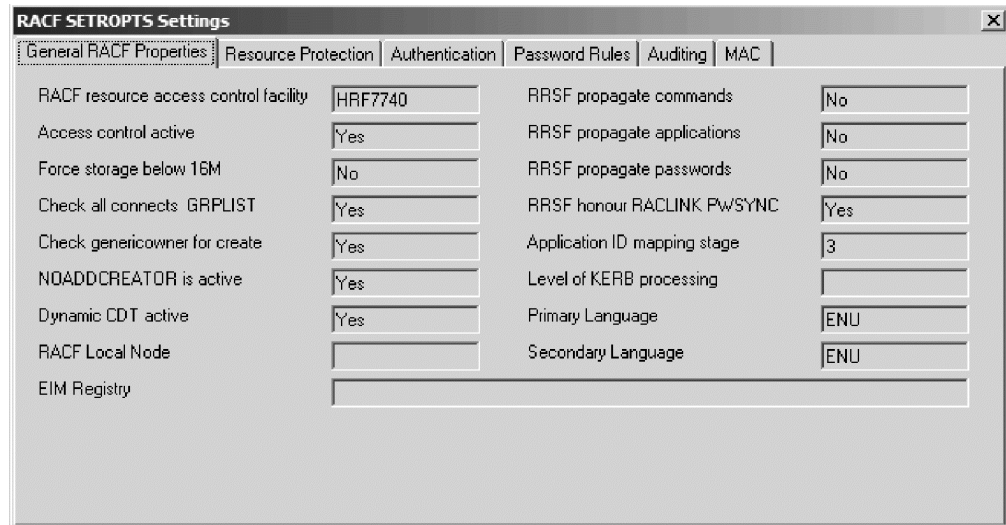 RACF SETROPTS Settings
General RACF Properties Resource Protection Authentication Password Rules Auditing MAC
RACF resource access control facility HRF7740 RRSF propagate commands No
Access control active Yes RRSF propagate applications No
Force storage below 16M No RRSF propagate passwords No
Check all connects GRPLIST Yes RRSF honour RACLINK PWSYNC Yes
Check genericowner for create Yes Application ID mapping stage 3
NOADDCREATOR is active Yes Level of KERB processing
Dynamic CDT active Yes Primary Language ENU
RACF Local Node Secondary Language ENU
EIM Registry